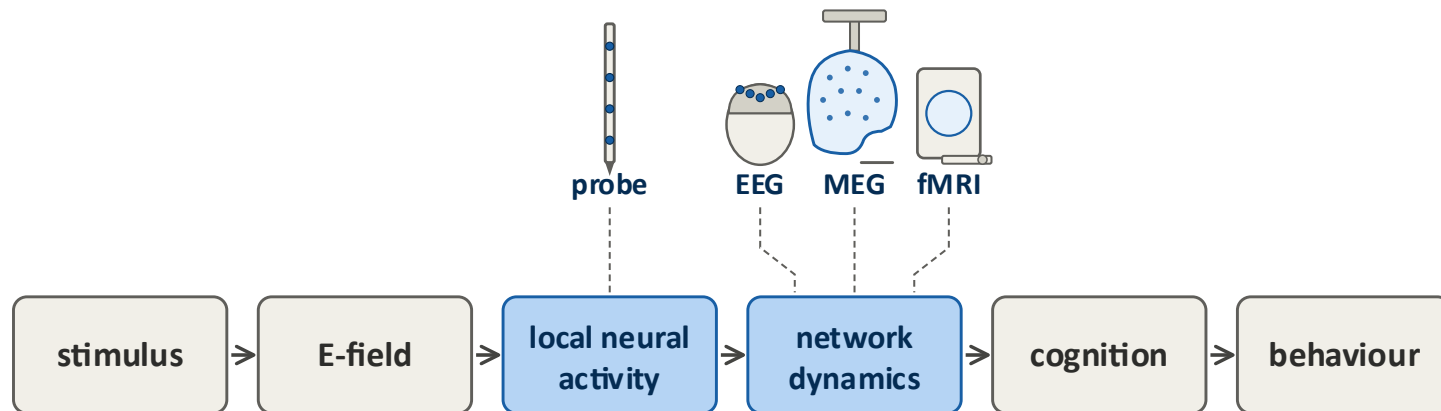 probe
EEG
MEG
fMRI
stimulus
E-field
local neural
activity
network
dynamics
cognition
behaviour